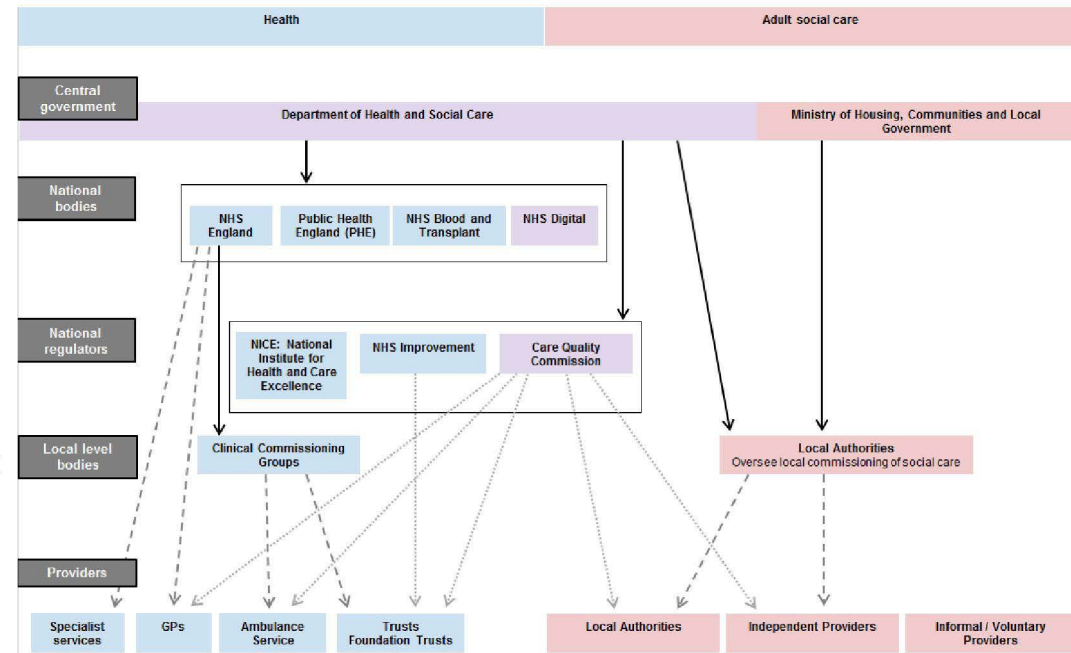 Health
Adult social care
Central
government
Department of Health and Social Care
Ministry of Housing, Communities and Local
Government
National
bodies
NHS
England
Public Health
England (PHE)
NHS Blood and
Transplant
NHS Digital
National
regulators
NICE: National
Institute for
Health and Care
Excellence
NHS Improvement
Care Quality
Commission
Local level
bodies
Clinical Commissioning
Groups
Local Authorities
Oversee local commissioning of social care
Providers
Specialist
services
GPs
Ambulance
Service
Trusts
Foundation Trusts
Local Authorities
Independent Providers
Informal / Voluntary
Providers